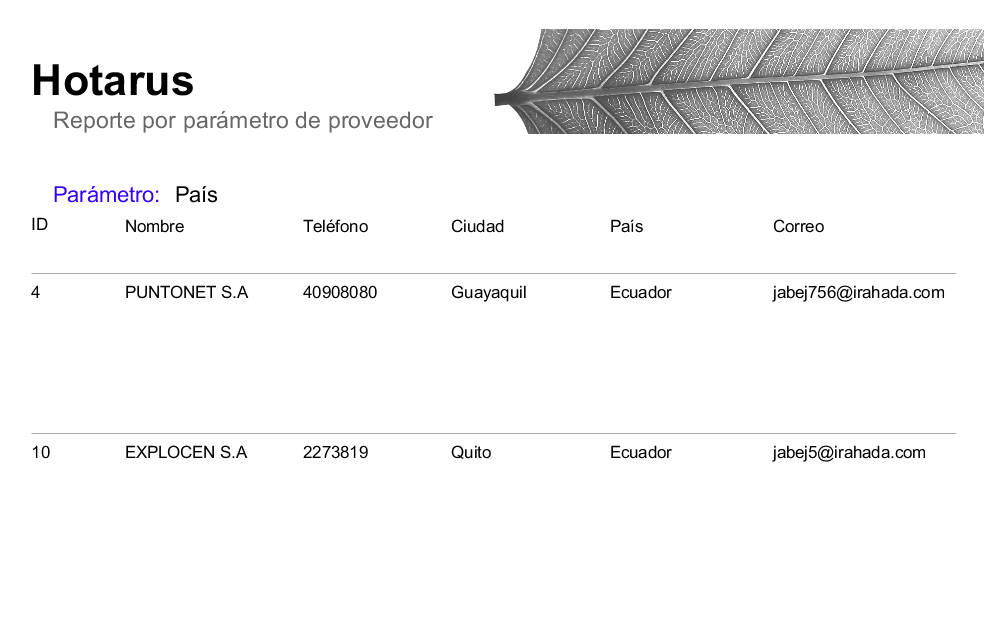 Hotarus
Reporte por parámetro de proveedor
Parámetro: País
ID Nombre Teléfono Ciudad País Correo
4 PUNTONET S.A 40908080 Guayaquil Ecuador jabej756@irahada.com
10 EXPLOCEN S.A 2273819 Quito Ecuador jabej5@irahada.com